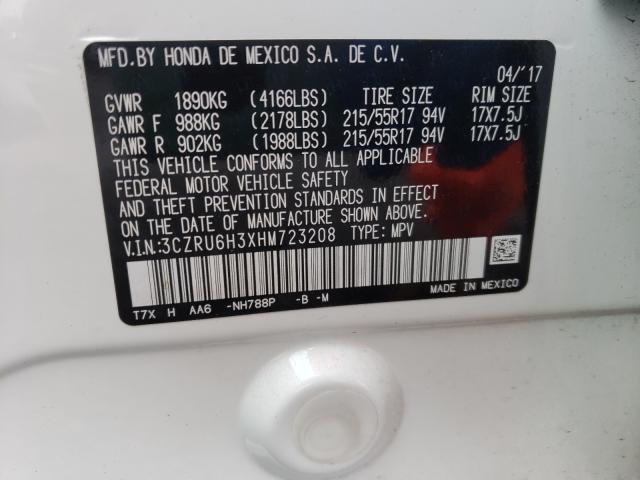 MFD.BY HONDA DE MEXICO S.A. DE C.V.
04/'17
GVWR 1890KG (4166LBS) TIRE SIZE RIM SIZE
GAWR F 988KG (2178LBS) 215/55R17 94V 17X7.5J
GAWR R 902KG (1988LBS) 215/55R17 94V 17X7.5J
THIS VEHICLE CONFORMS TO ALL APPLICABLE
FEDERAL MOTOR VEHICLE SAFETY
AND THEFT PREVENTION STANDARDS IN EFFECT
ON THE DATE OF MANUFACTURE SHOWN ABOVE.
V.I.N:3CZRU6H3XHM723208 TYPE: MPV
T7X H AA6 -NH788P -B -M
MADE IN MEXICO